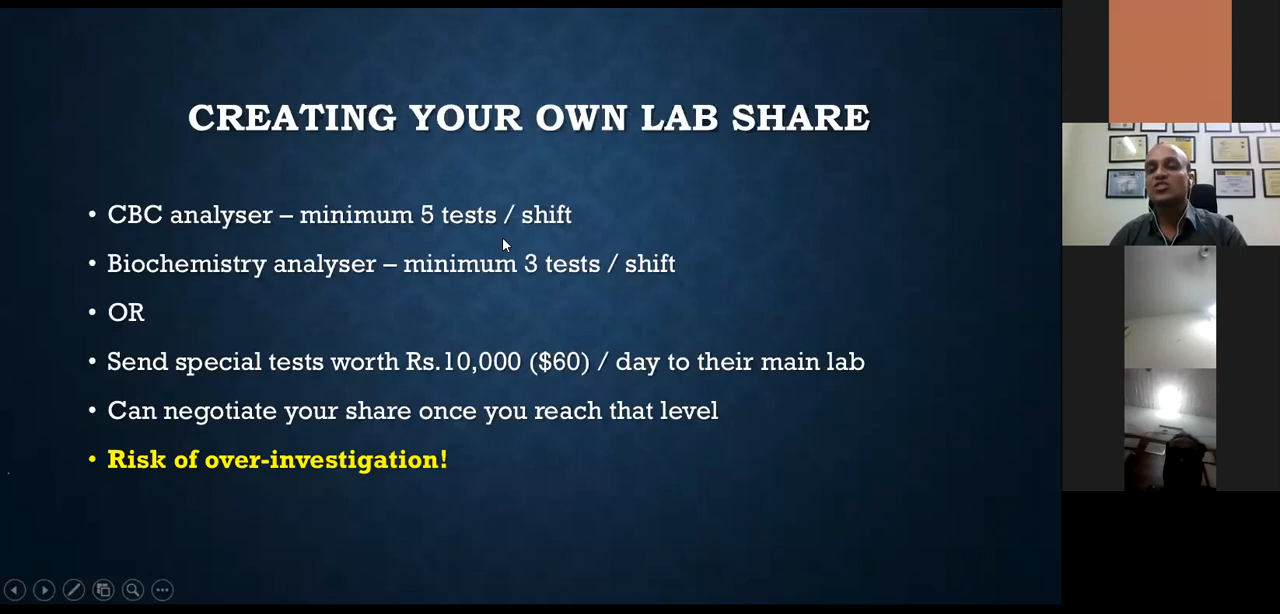 CREATING YOUR OWN LAB SHARE
• CBC analyser – minimum 5 tests / shift
• Biochemistry analyser – minimum 3 tests / shift
• OR
• Send special tests worth Rs.10,000 ($60) / day to their main lab
• Can negotiate your share once you reach that level
• Risk of over-investigation!